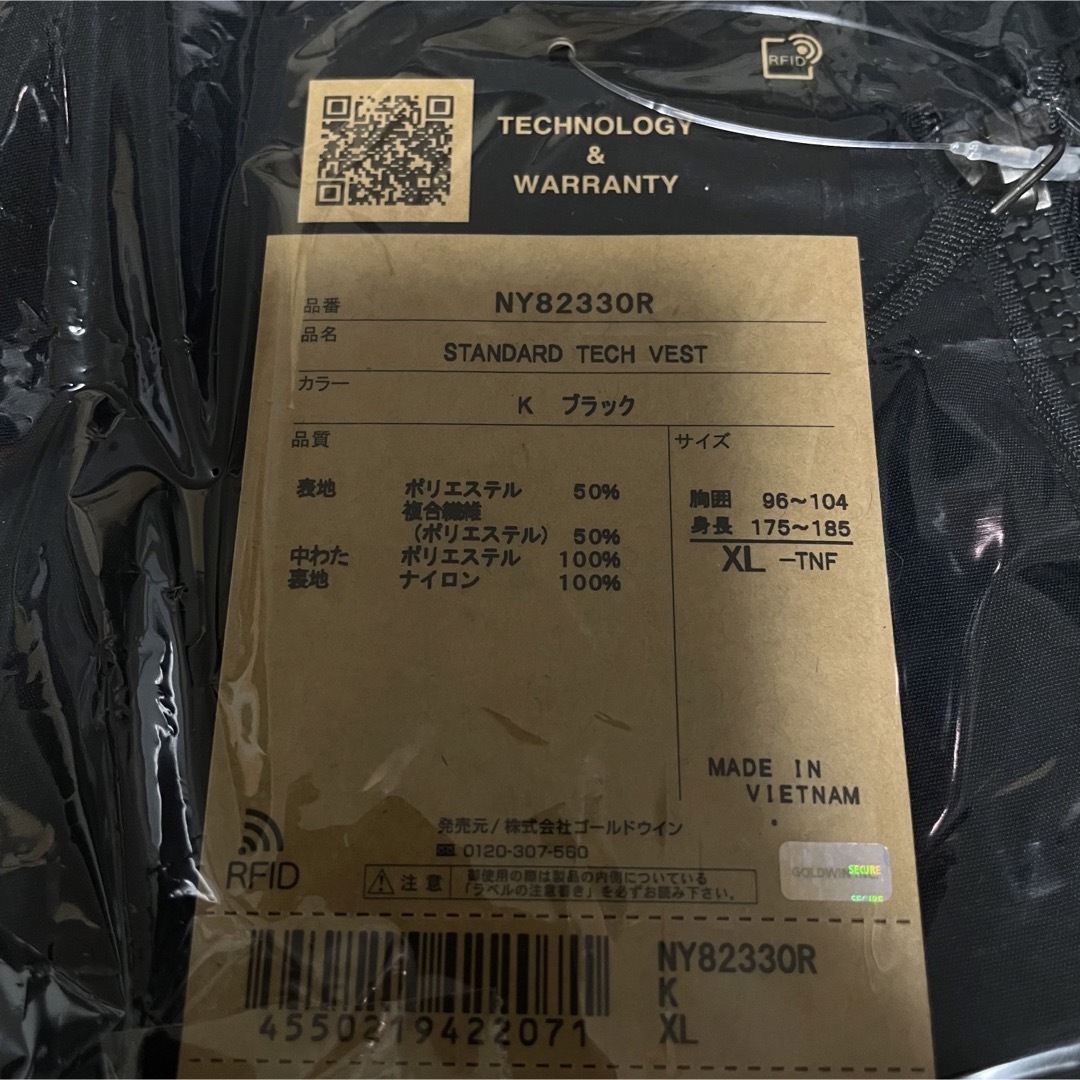 RFID
TECHNOLOGY
&
WARRANTY
品番 NY82330R
品名 STANDARD TECH VEST
カラー K ブラック
品質
表地 ポリエステル 50%
複合繊維
(ポリエステル) 50%
中わた ポリエステル 100%
裏地 ナイロン 100%
サイズ
胸囲 96~104
身長 175~185
XL -TNF
MADE IN
VIETNAM
発売元/株式会社ゴールドウイン
0120-307-560
RFID
注意
御使用の際は製品の内側についている
「ラベルの注意書き」を必ずお読み下さい。
SECURE
SECURE
4550219422071
NY82330R
K
XL